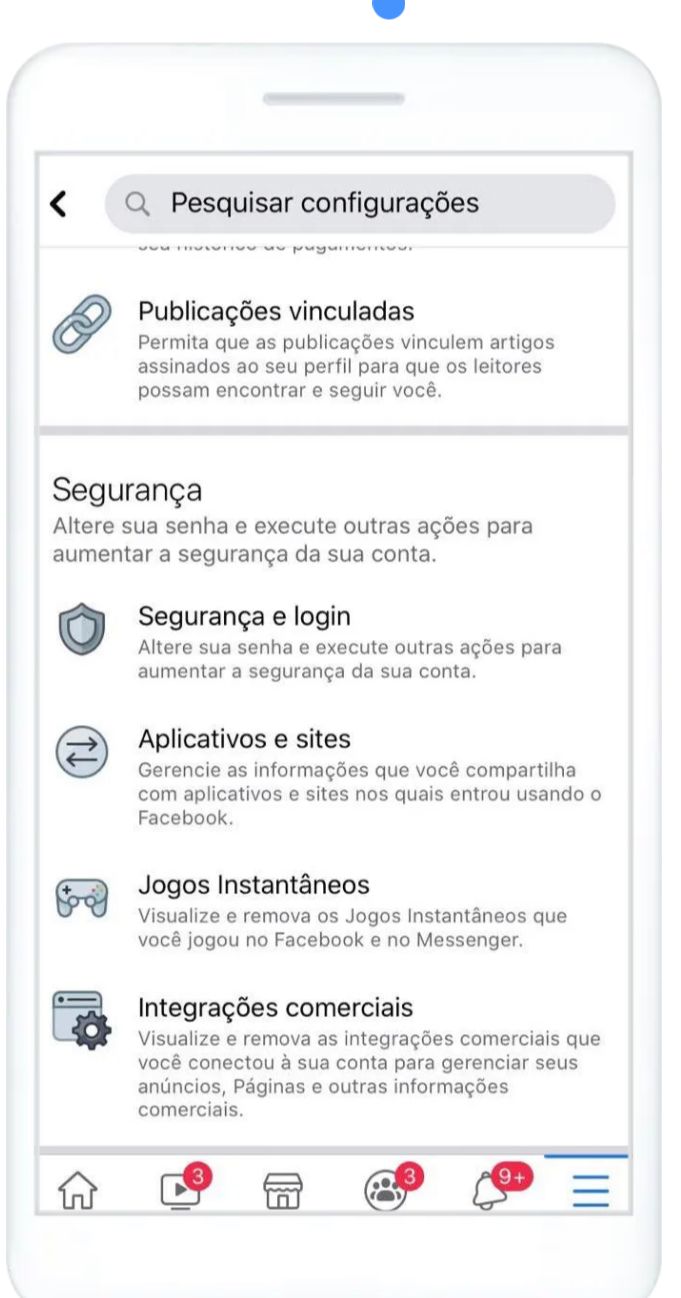 Pesquisar configurações
seu histórico de pagamentos.
Publicações vinculadas
Permita que as publicações vinculem artigos
assinados ao seu perfil para que os leitores
possam encontrar e seguir você.
Segurança
Altere sua senha e execute outras ações para
aumentar a segurança da sua conta.
Segurança e login
Altere sua senha e execute outras ações para
aumentar a segurança da sua conta.
Aplicativos e sites
Gerencie as informações que você compartilha
com aplicativos e sites nos quais entrou usando o
Facebook.
Jogos Instantâneos
Visualize e remova os Jogos Instantâneos que
você jogou no Facebook e no Messenger.
Integrações comerciais
Visualize e remova as integrações comerciais que
você conectou à sua conta para gerenciar seus
anúncios, Páginas e outras informações
comerciais.
3 3 9+